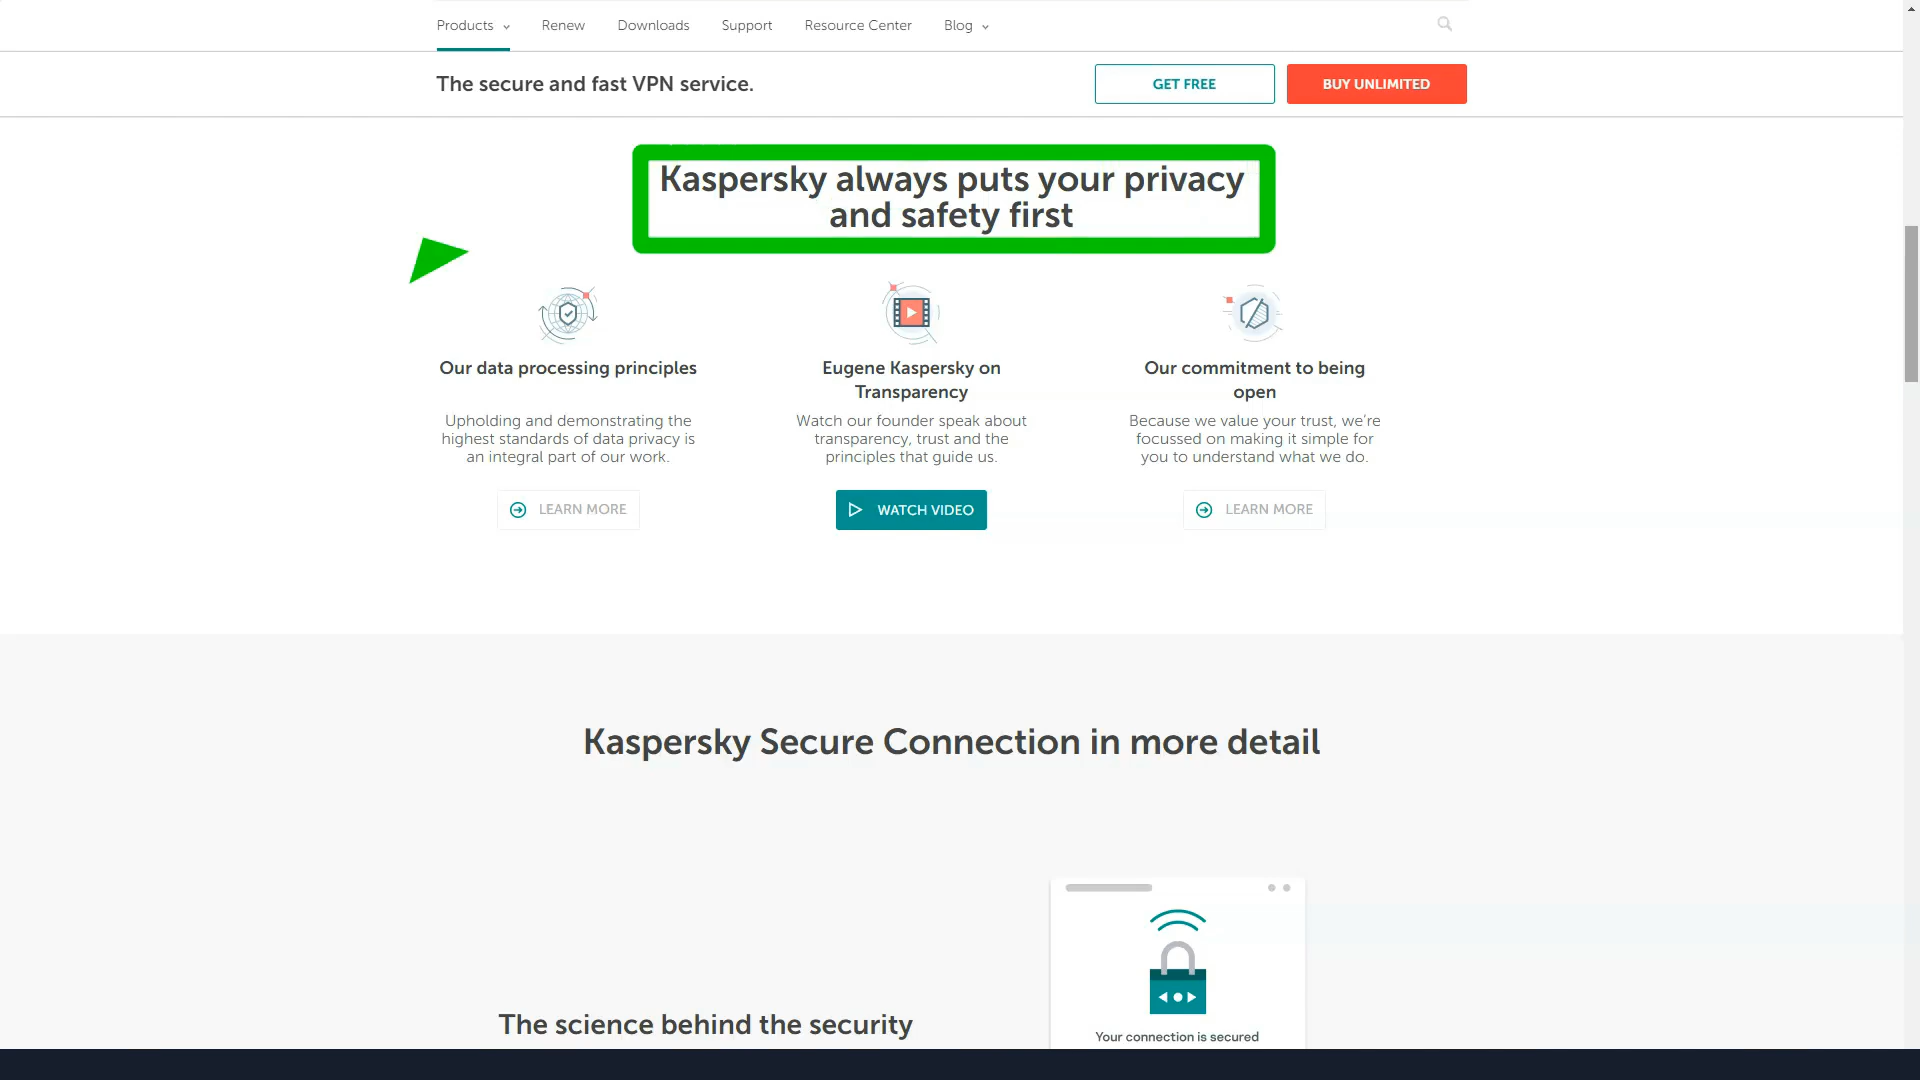 Products Renew Downloads Support Resource Center Blog
The secure and fast VPN service. GET FREE BUY UNLIMITED
Kaspersky always puts your privacy
and safety first
Our data processing principles
Upholding and demonstrating the
highest standards of data privacy is
an integral part of our work.
LEARN MORE
Eugene Kaspersky on
Transparency
Watch our founder speak about
transparency, trust and the
principles that guide us.
WATCH VIDEO
Our commitment to being
open
Because we value your trust, we're
focussed on making it simple for
you to understand what we do.
LEARN MORE
Kaspersky Secure Connection in more detail
The science behind the security
Your connection is secured